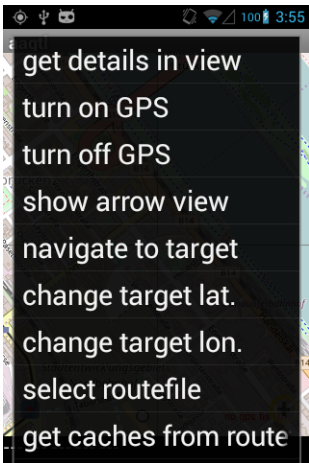 100 3:55
aagtl
get details in view
turn on GPS
turn off GPS
show arrow view
navigate to target
change target lat.
change target lon.
select routefile
get caches from route